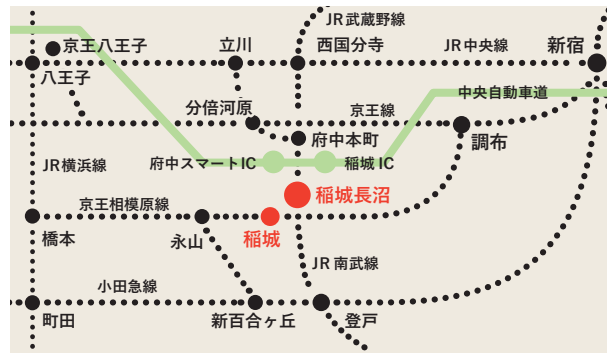 JR武蔵野線
京王八王子
立川
西国分寺
JR中央線
新宿
八王子
中央自動車道
分倍河原
京王線
府中本町
調布
JR横浜線
府中スマートIC
稲城IC
稲城長沼
京王相模原線
橋本
永山
稲城
JR南武線
小田急線
町田
新百合ヶ丘
登戸